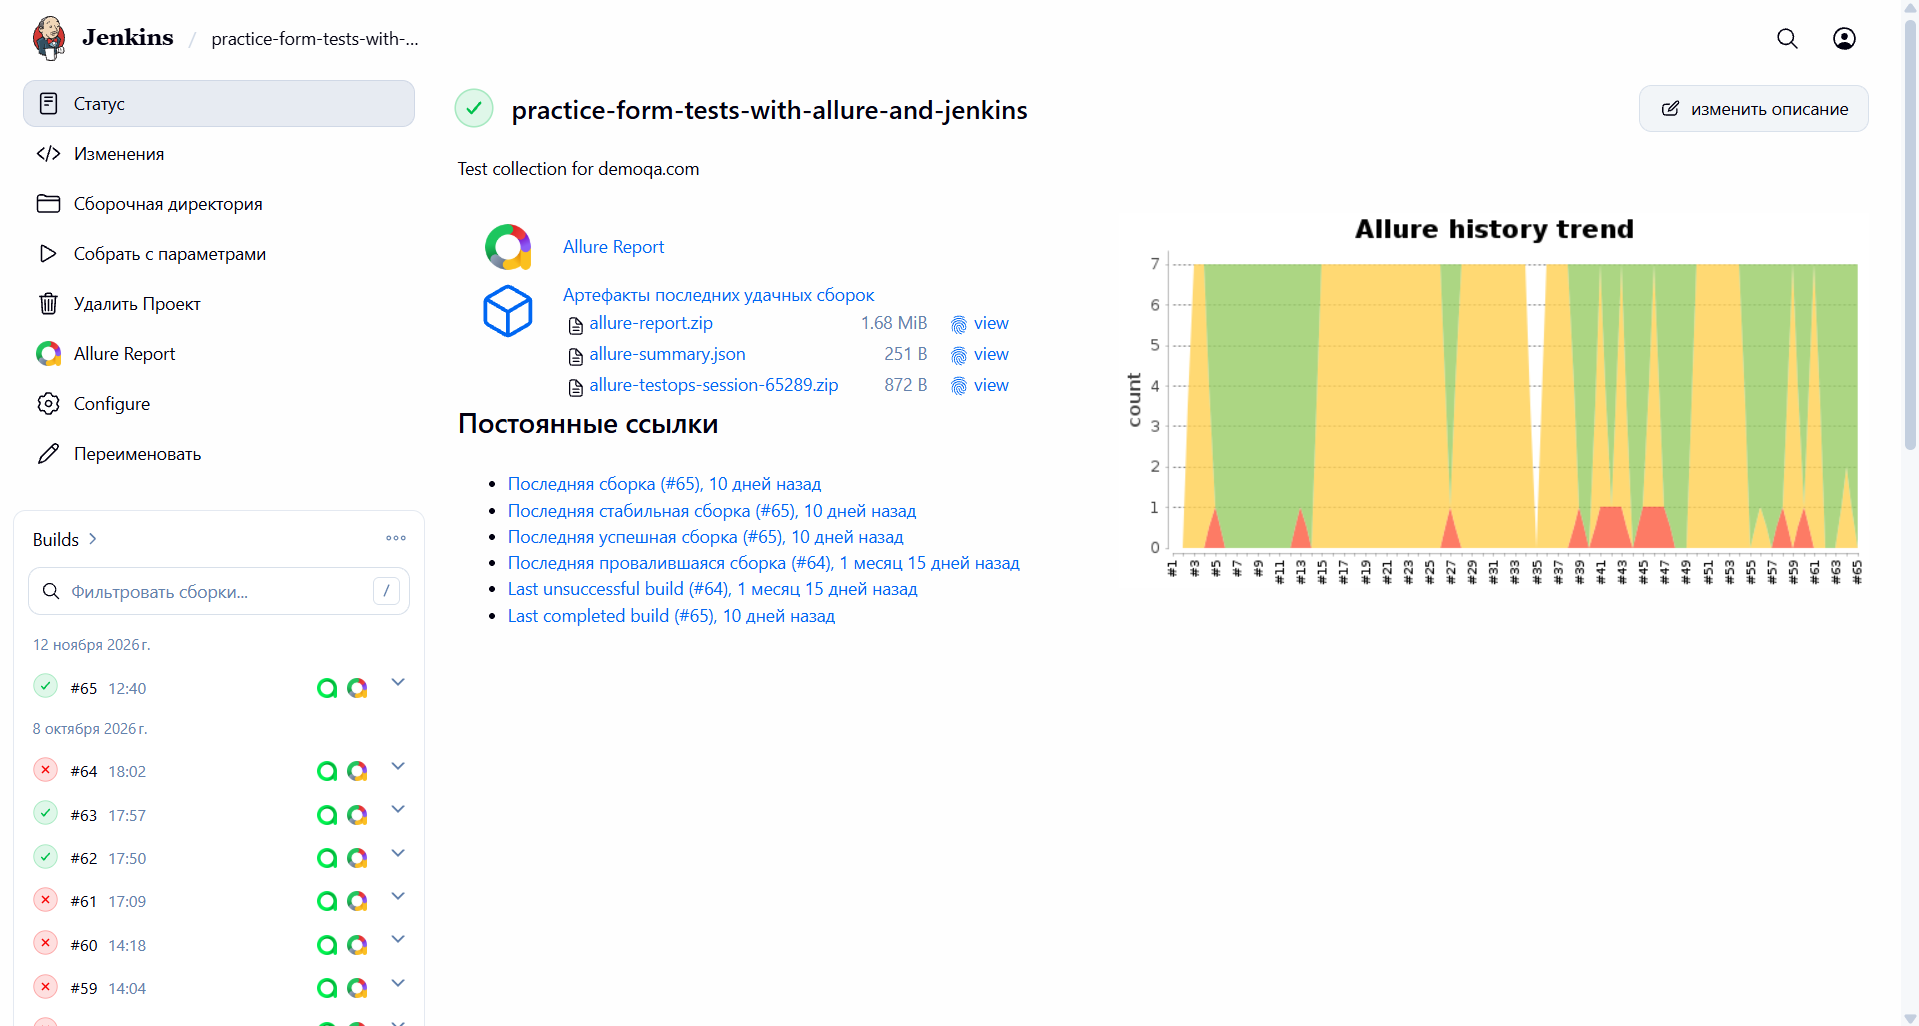 Jenkins / practice-form-tests-with-...
Статус
Изменения
Сборочная директория
Собрать с параметрами
Удалить Проект
Allure Report
Configure
Переименовать
Builds
Фильтровать сборки... /
12 ноября 2026 г.
#65 12:40
8 октября 2026 г.
#64 18:02
#63 17:57
#62 17:50
#61 17:09
#60 14:18
#59 14:04
practice-form-tests-with-allure-and-jenkins
изменить описание
Test collection for demoqa.com
Allure Report
Артефакты последних удачных сборок
allure-report.zip 1.68 MiB view
allure-summary.json 251 B view
allure-testops-session-65289.zip 872 B view
Постоянные ссылки
Последняя сборка (#65), 10 дней назад
Последняя стабильная сборка (#65), 10 дней назад
Последняя успешная сборка (#65), 10 дней назад
Последняя провалившаяся сборка (#64), 1 месяц 15 дней назад
Last unsuccessful build (#64), 1 месяц 15 дней назад
Last completed build (#65), 10 дней назад
Allure history trend
count
7
6
5
4
3
2
1
0
#1 #3 #5 #7 #9 #11 #13 #15 #17 #19 #21 #23 #25 #27 #29 #31 #33 #35 #37 #39 #41 #43 #45 #47 #49 #51 #53 #55 #57 #59 #61 #63 #65